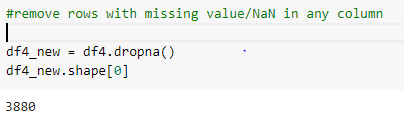 #remove rows with missing value/NaN in any column
df4_new = df4.dropna()
df4_new.shape[0]
3880